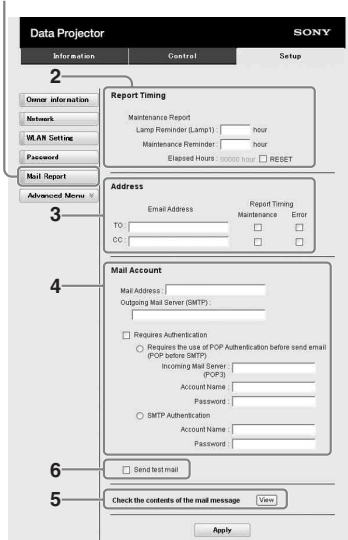 Data Projector SONY
Information Control Setup
2
Owner information
Network
WLAN Setting
Password
Mail Report
Advanced Menu
Report Timing
Maintenance Report
Lamp Reminder (Lamp1) : hour
Maintenance Reminder : hour
Elapsed Hours : 00000 hour RESET
3
Address
Email Address Report Timing
Maintenance Error
TO :
CC :
4
Mail Account
Mail Address :
Outgoing Mail Server (SMTP) :
Requires Authentication
Requires the use of POP Authentication before send email
(POP before SMTP)
Incoming Mail Server :
(POP3)
Account Name :
Password :
SMTP Authentication
Account Name :
Password :
6
Send test mail
5
Check the contents of the mail message View
Apply